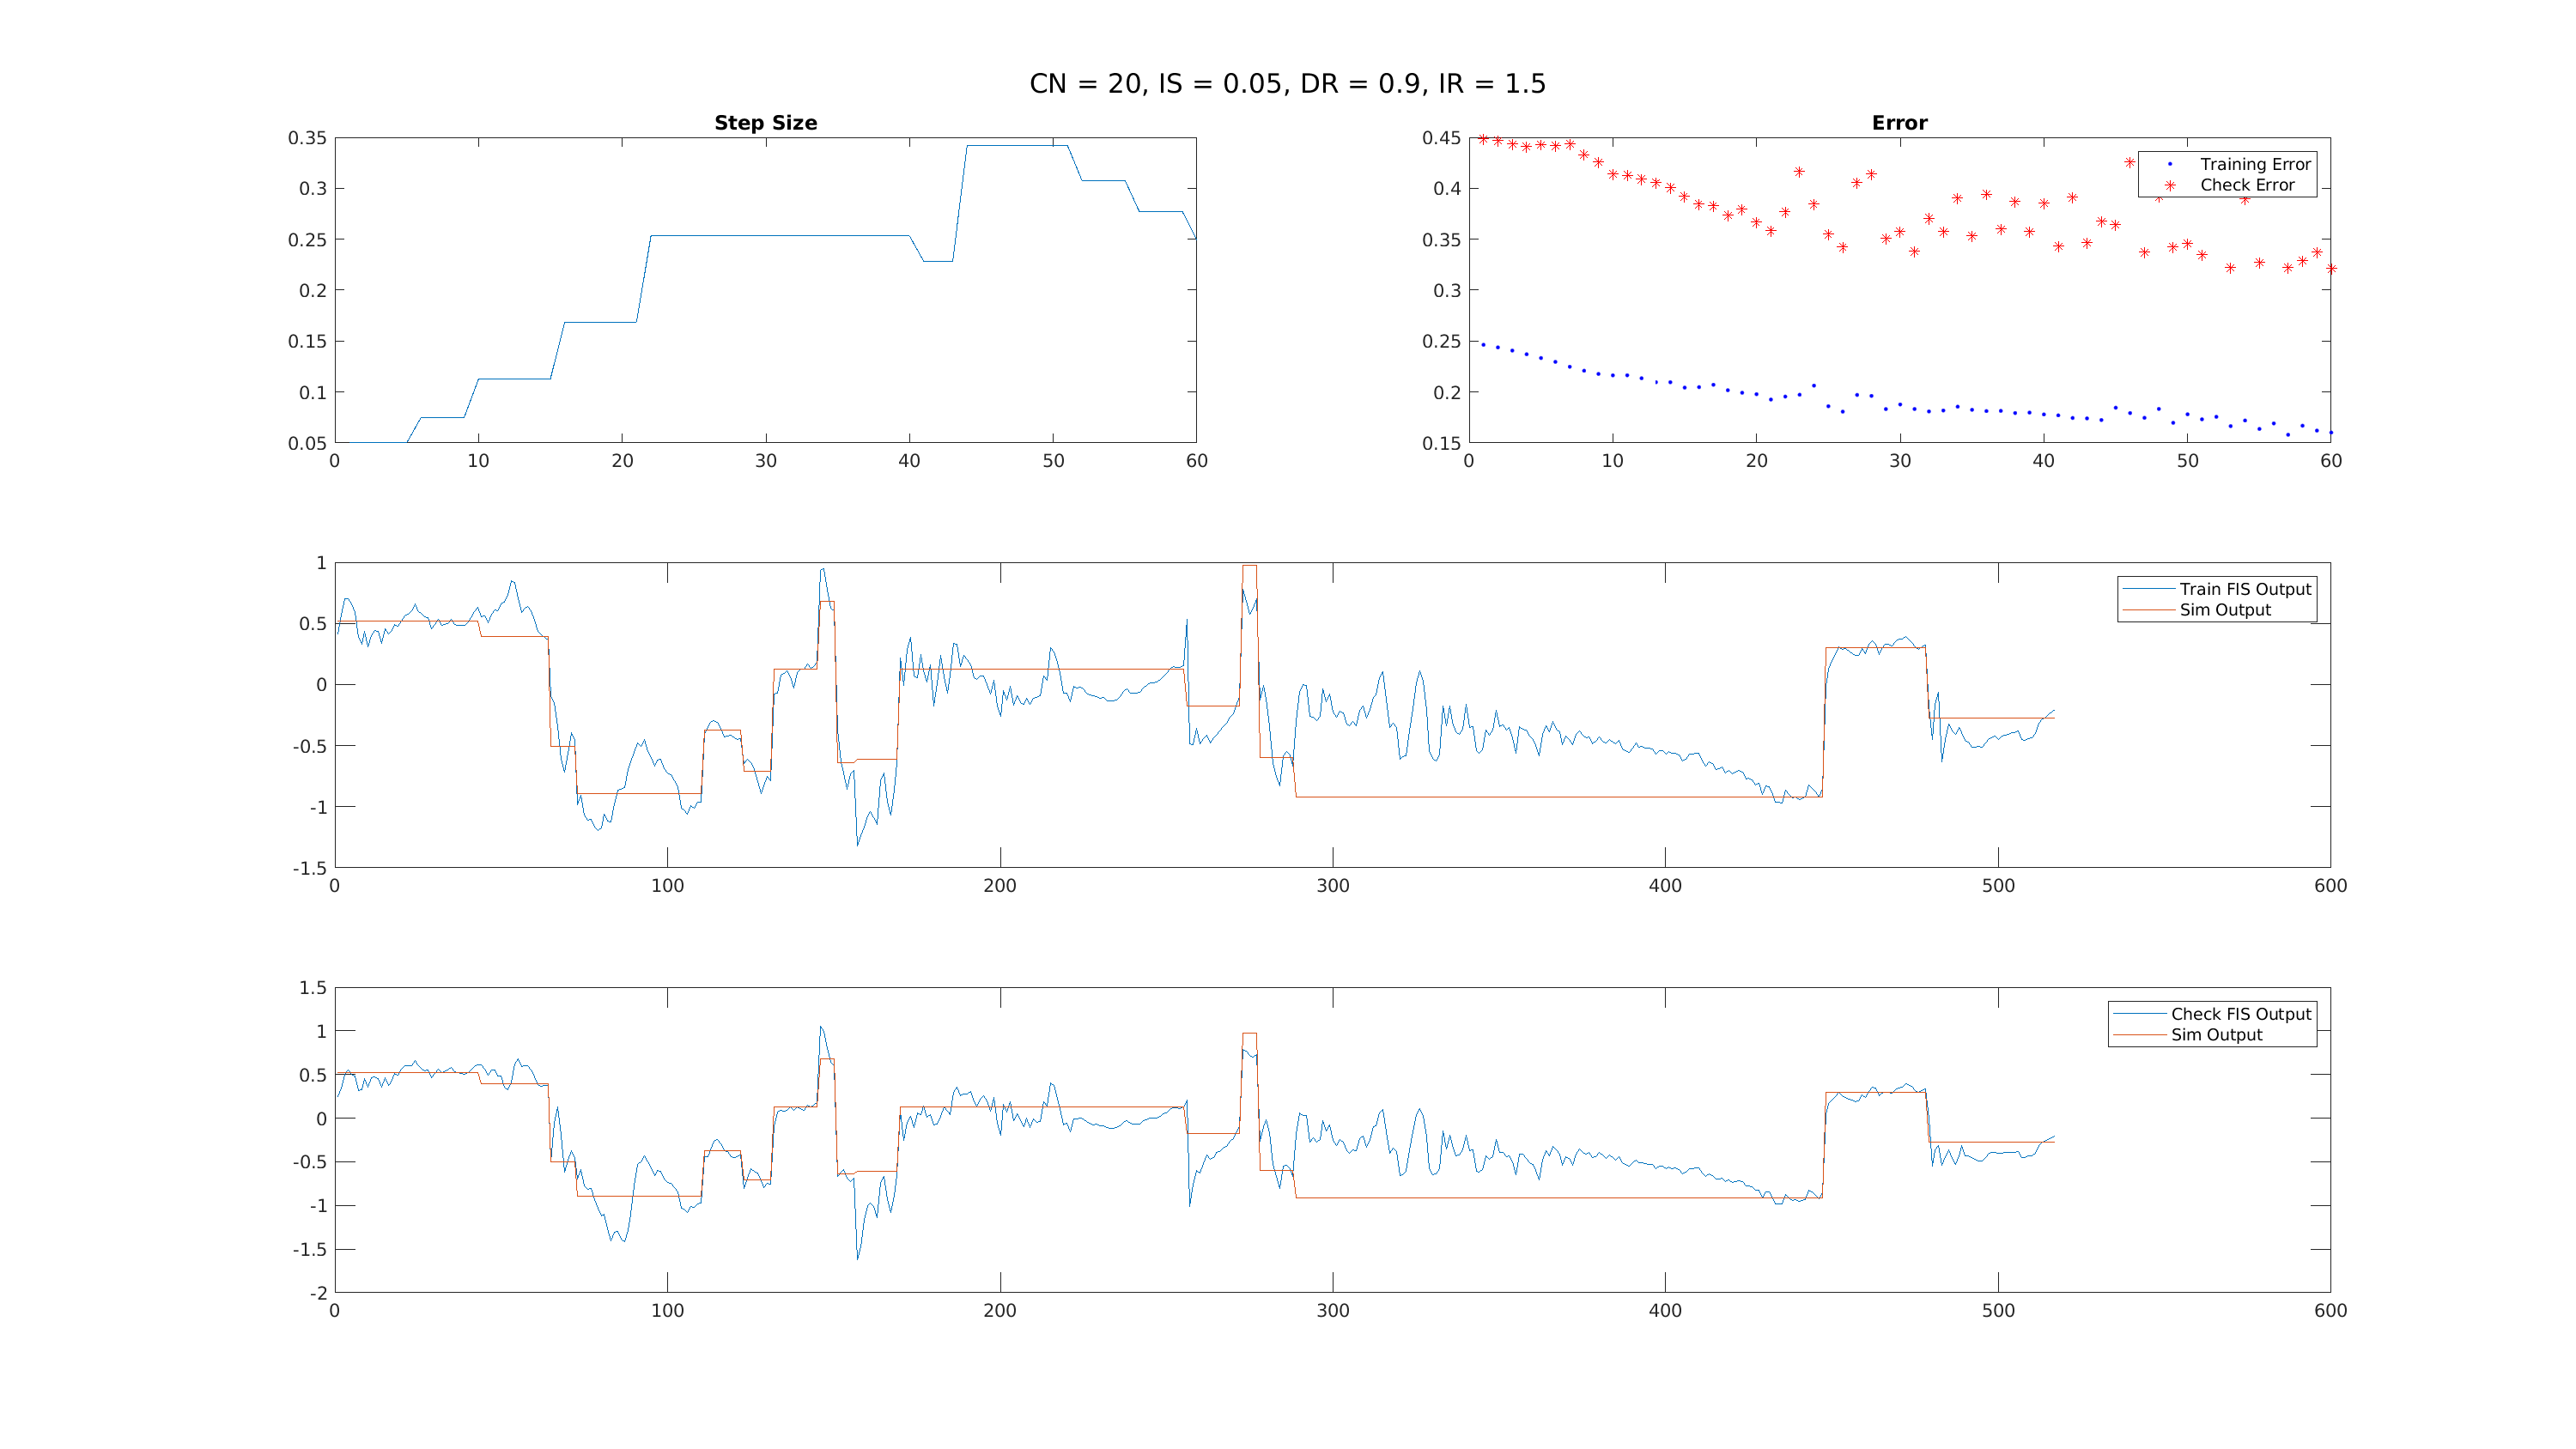 CN = 20, IS = 0.05, DR = 0.9, IR = 1.5
Step Size
0.35
0.3
0.25
0.2
0.15
0.1
0.05
0 10 20 30 40 50 60
Error
0.45
0.4
0.35
0.3
0.25
0.2
0.15
0 10 20 30 40 50 60
Training Error
Check Error
1
0.5
0
-0.5
-1
-1.5
0 100 200 300 400 500 600
Train FIS Output
Sim Output
1.5
1
0.5
0
-0.5
-1
-1.5
-2
0 100 200 300 400 500 600
Check FIS Output
Sim Output